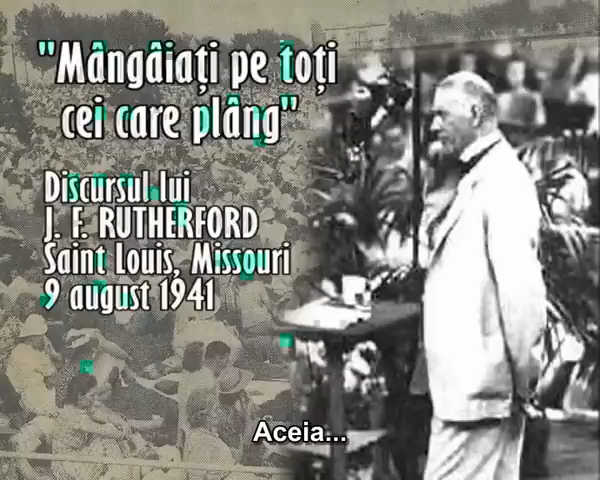 "Mângâiați pe toți
cei care plâng"
Discursul lui
J. F. RUTHERFORD
Saint Louis, Missouri
9 august 1941
Aceia...